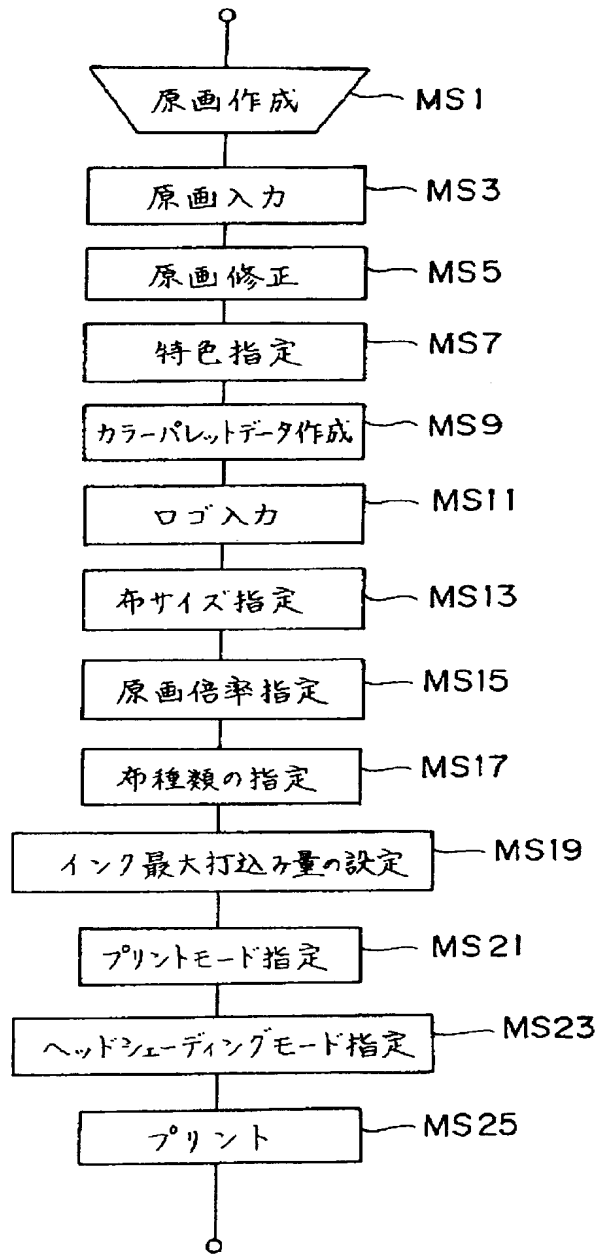 原画作成 MS1
原画入力 MS3
原画修正 MS5
特色指定 MS7
カラーパレットデータ作成 MS9
ロゴ入力 MS11
布サイズ指定 MS13
原画倍率指定 MS15
布種類の指定 MS17
インク最大打込み量の設定 MS19
プリントモード指定 MS21
ヘッドシェーディングモード指定 MS23
プリント MS25